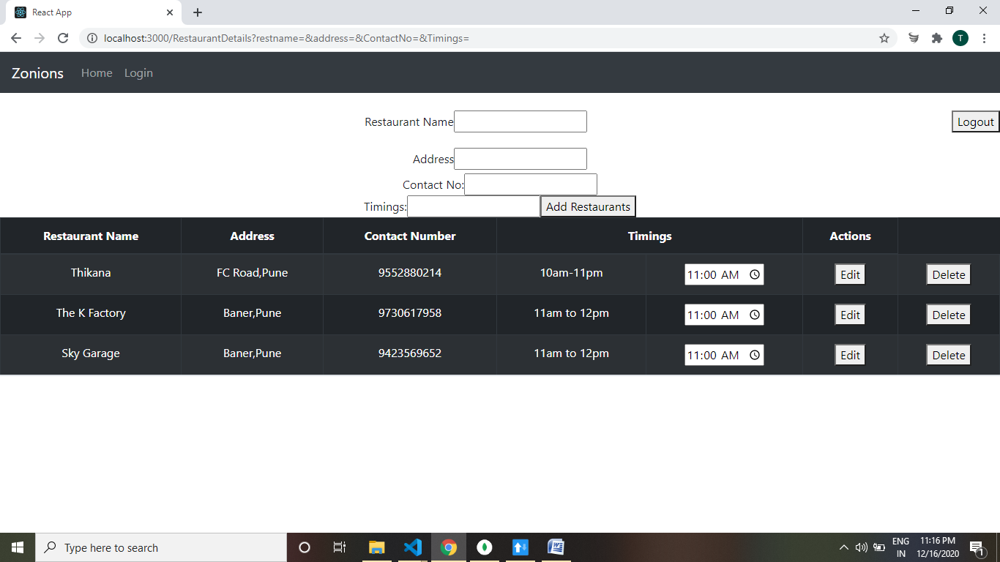 React App
localhost:3000/RestaurantDetails?restname=&address=&ContactNo=&Timings=
T
Zonions Home Login
Restaurant Name Logout
Address
Contact No:
Timings: Add Restaurants
Restaurant Name Address Contact Number Timings Actions
Thikana FC Road,Pune 9552880214 10am-11pm 11:00 AM Edit Delete
The K Factory Baner,Pune 9730617958 11am to 12pm 11:00 AM Edit Delete
Sky Garage Baner,Pune 9423569652 11am to 12pm 11:00 AM Edit Delete
Type here to search
W
ENG
IN
11:16 PM
12/16/2020
1